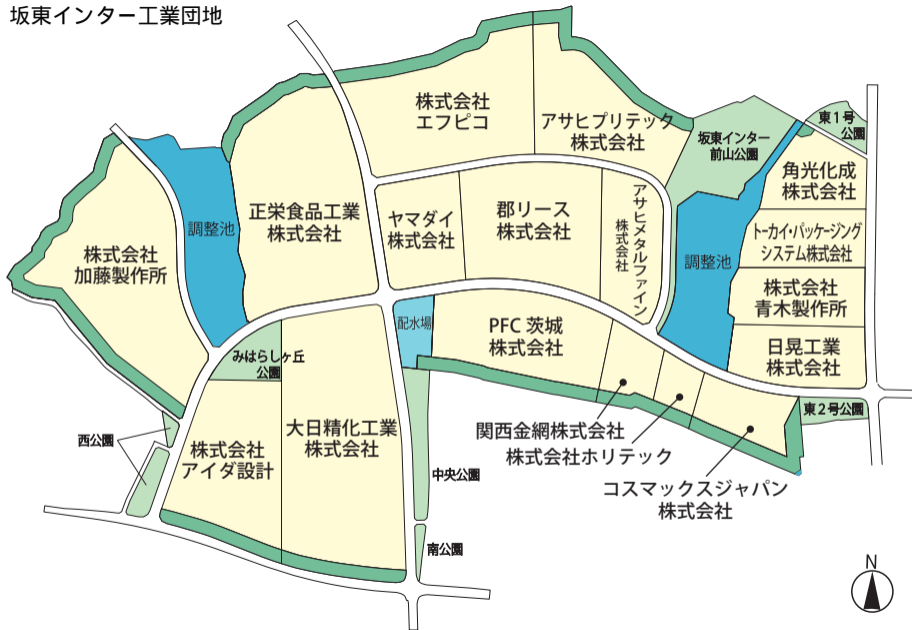 坂東インター工業団地
株式会社
エフピコ
アサヒプリテック
株式会社
坂東インター
前山公園
東1号
公園
角光化成
株式会社
正栄食品工業
株式会社
ヤマダイ
株式会社
郡リース
株式会社
アサヒメタルファイン
株式会社
調整池
株式会社
加藤製作所
調整池
トーカイ・パッケージング
システム株式会社
株式会社
青木製作所
日晃工業
株式会社
配水場
PFC 茨城
株式会社
みはらしヶ丘
公園
西公園
株式会社
アイダ設計
大日精化工業
株式会社
中央公園
南公園
関西金網株式会社
株式会社ホリテック
コスマックスジャパン
株式会社
東2号公園
N